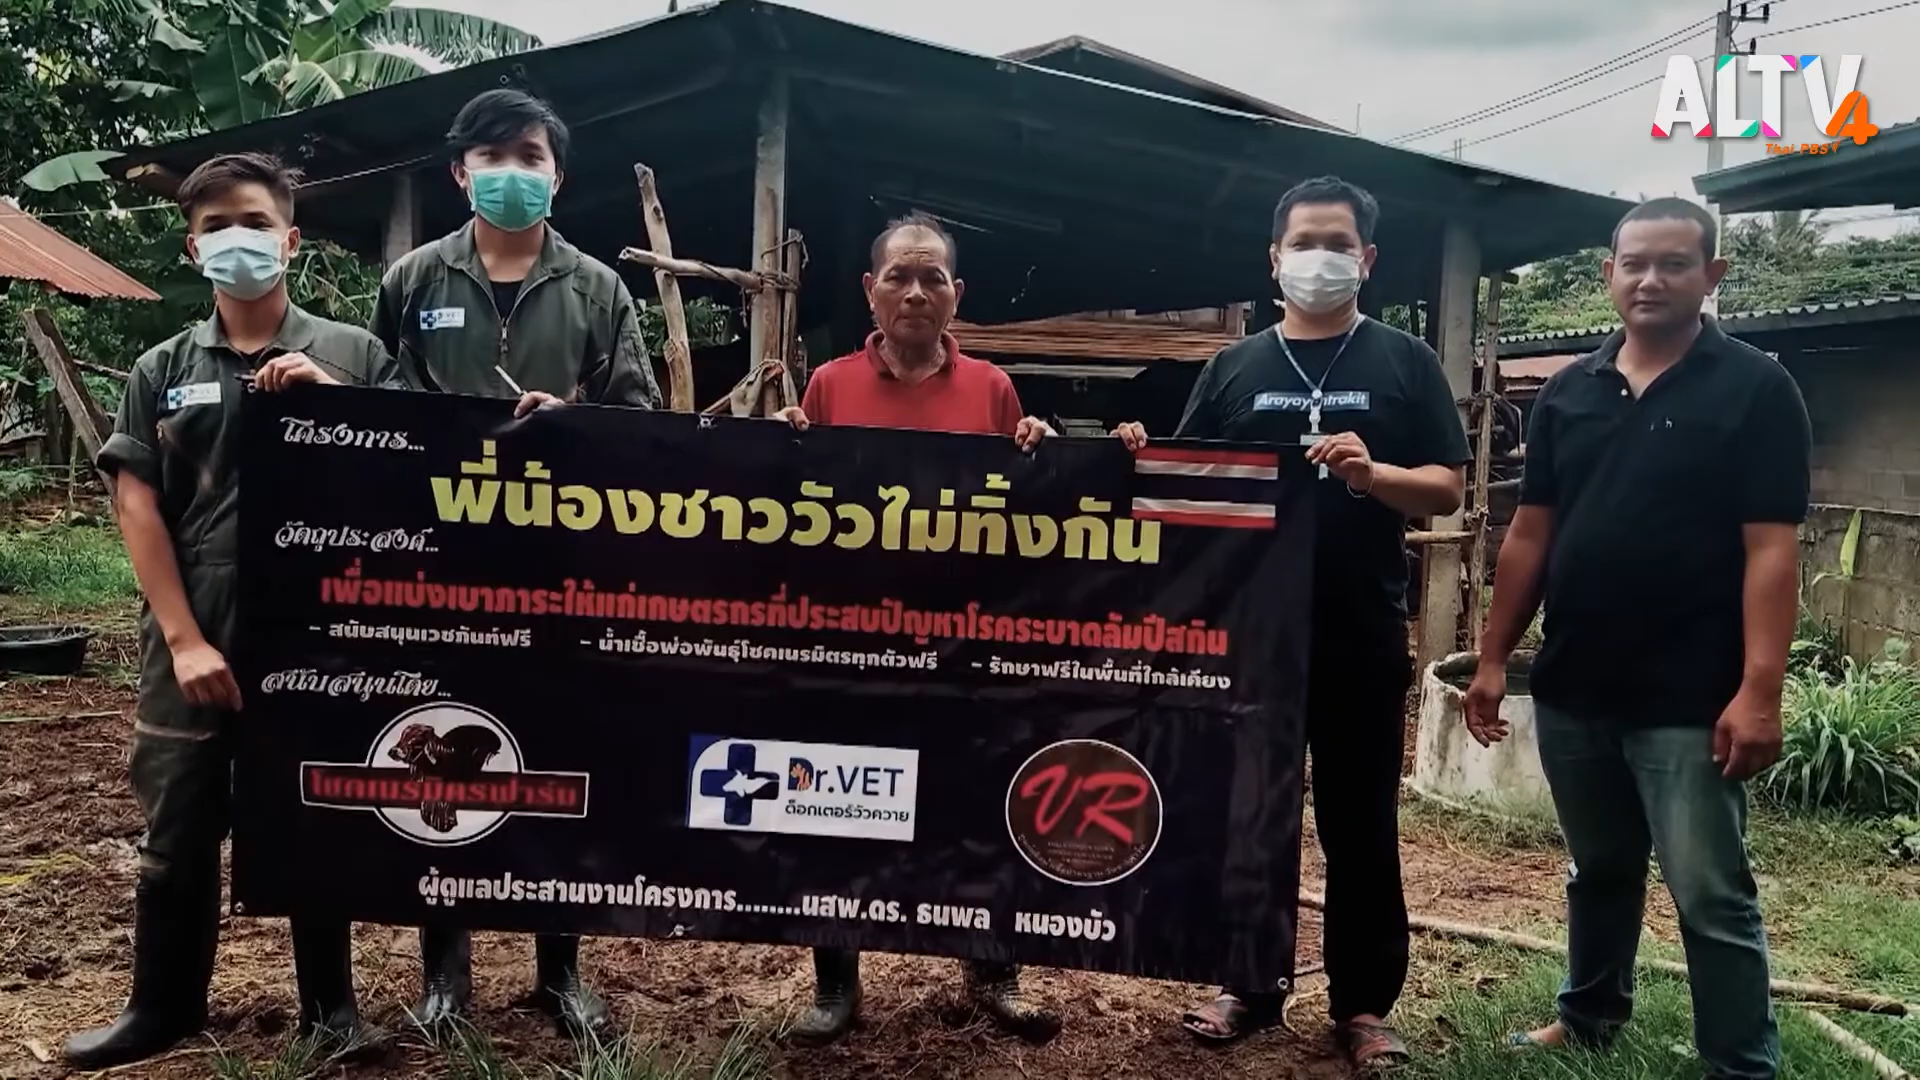 ALTV4
Thai PBS
Dr.VET
Dr.VET
Arayay ntrakit
โครงการ...
พี่น้องชาววัวไม่ทิ้งกัน
วัตถุประสงค์...
เพื่อแบ่งเบาภาระให้แก่เกษตรกรที่ประสบปัญหาโรคระบาดลัมปีสกิน
- สนับสนุนเวชภัณฑ์ฟรี - น้ำเชื้อพ่อพันธุ์โชคเนรมิตรทุกตัวฟรี - รักษาฟรีในพื้นที่ใกล้เคียง
สนับสนุนโดย...
โชคเนรมิตรฟาร์ม
Dr.VET
ด็อกเตอร์วัวควาย
VR
ผู้ดูแลประสานงานโครงการ........นสพ.ดร. ธนพล หนองบัว